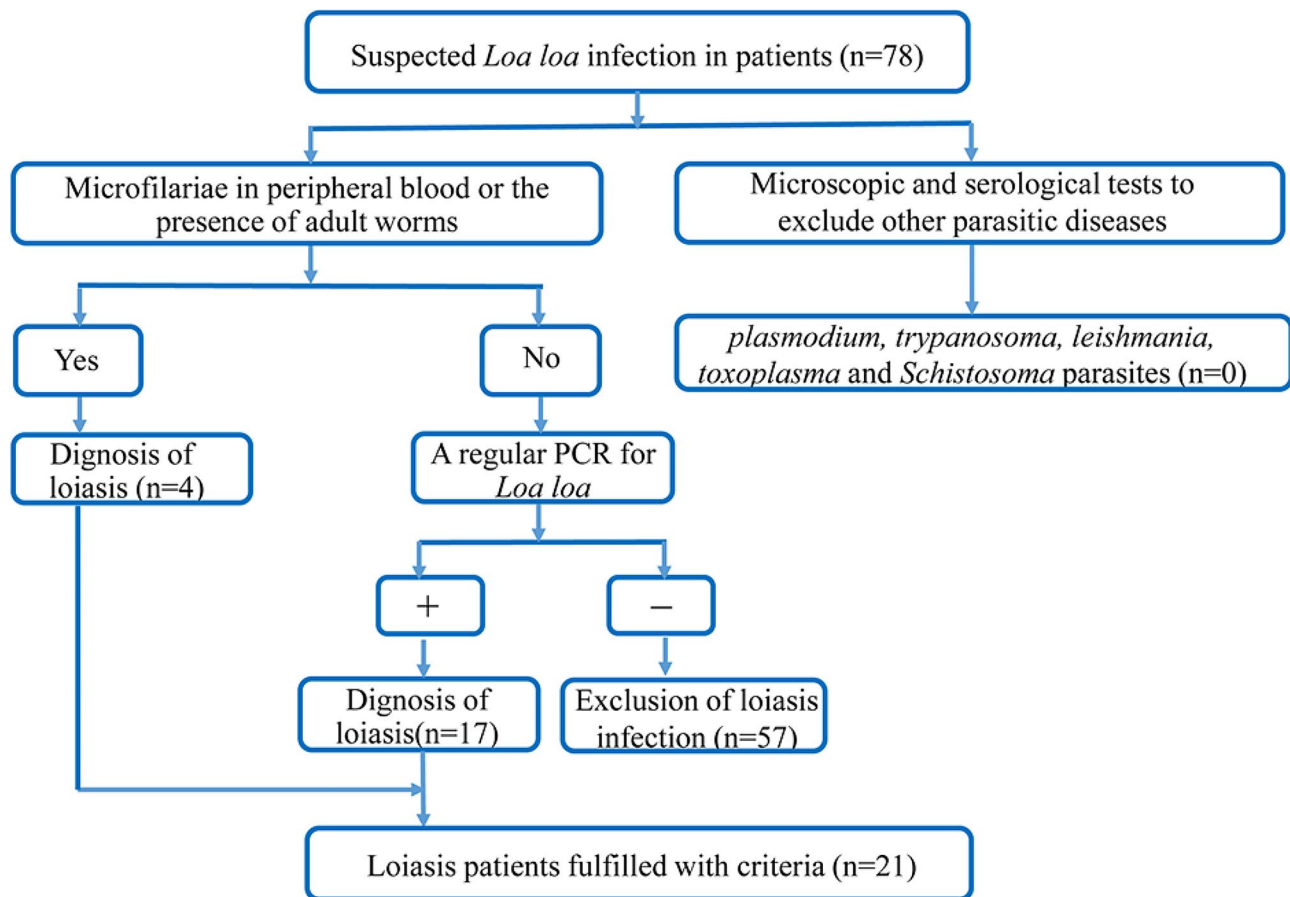 Suspected Loa loa infection in patients (n=78)
Microfilariae in peripheral blood or the
presence of adult worms
Microscopic and serological tests to
exclude other parasitic diseases
Yes
No
plasmodium, trypanosoma, leishmania,
toxoplasma and Schistosoma parasites (n=0)
Dignosis of
loiasis (n=4)
A regular PCR for
Loa loa
+
−
Dignosis of
loiasis(n=17)
Exclusion of loiasis
infection (n=57)
Loiasis patients fulfilled with criteria (n=21)